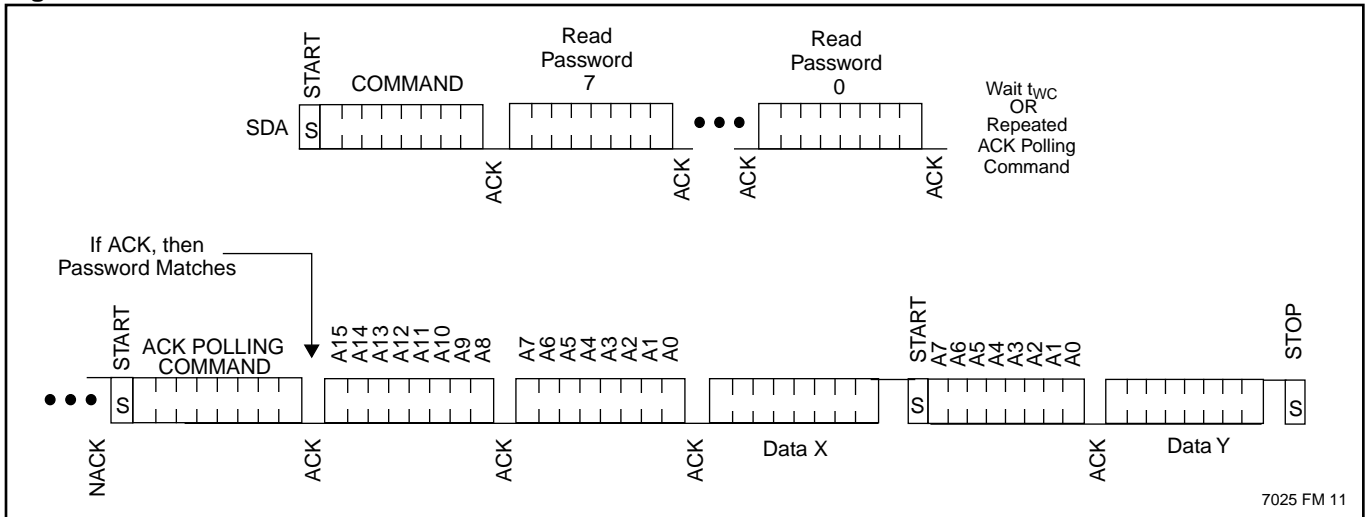 START
COMMAND
Read
Password
7
Read
Password
0
Wait tWC
OR
Repeated
ACK Polling
Command
SDA
S
ACK
ACK
ACK
ACK
If ACK, then
Password Matches
START
ACK POLLING
COMMAND
A15
A14
A13
A12
A11
A10
A9
A8
A7
A6
A5
A4
A3
A2
A1
A0
START
A7
A6
A5
A4
A3
A2
A1
A0
STOP
S
S
S
NACK
ACK
ACK
ACK
Data X
ACK
Data Y
7025 FM 11